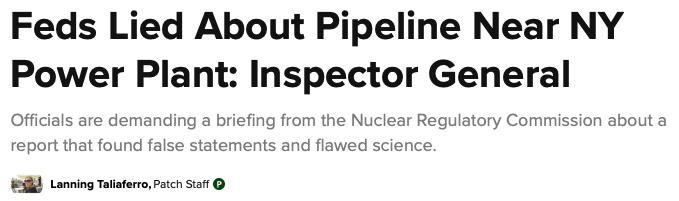 Feds Lied About Pipeline Near NY
Power Plant: Inspector General
Officials are demanding a briefing from the Nuclear Regulatory Commission about a
report that found false statements and flawed science.
Lanning Taliaferro, Patch Staff P